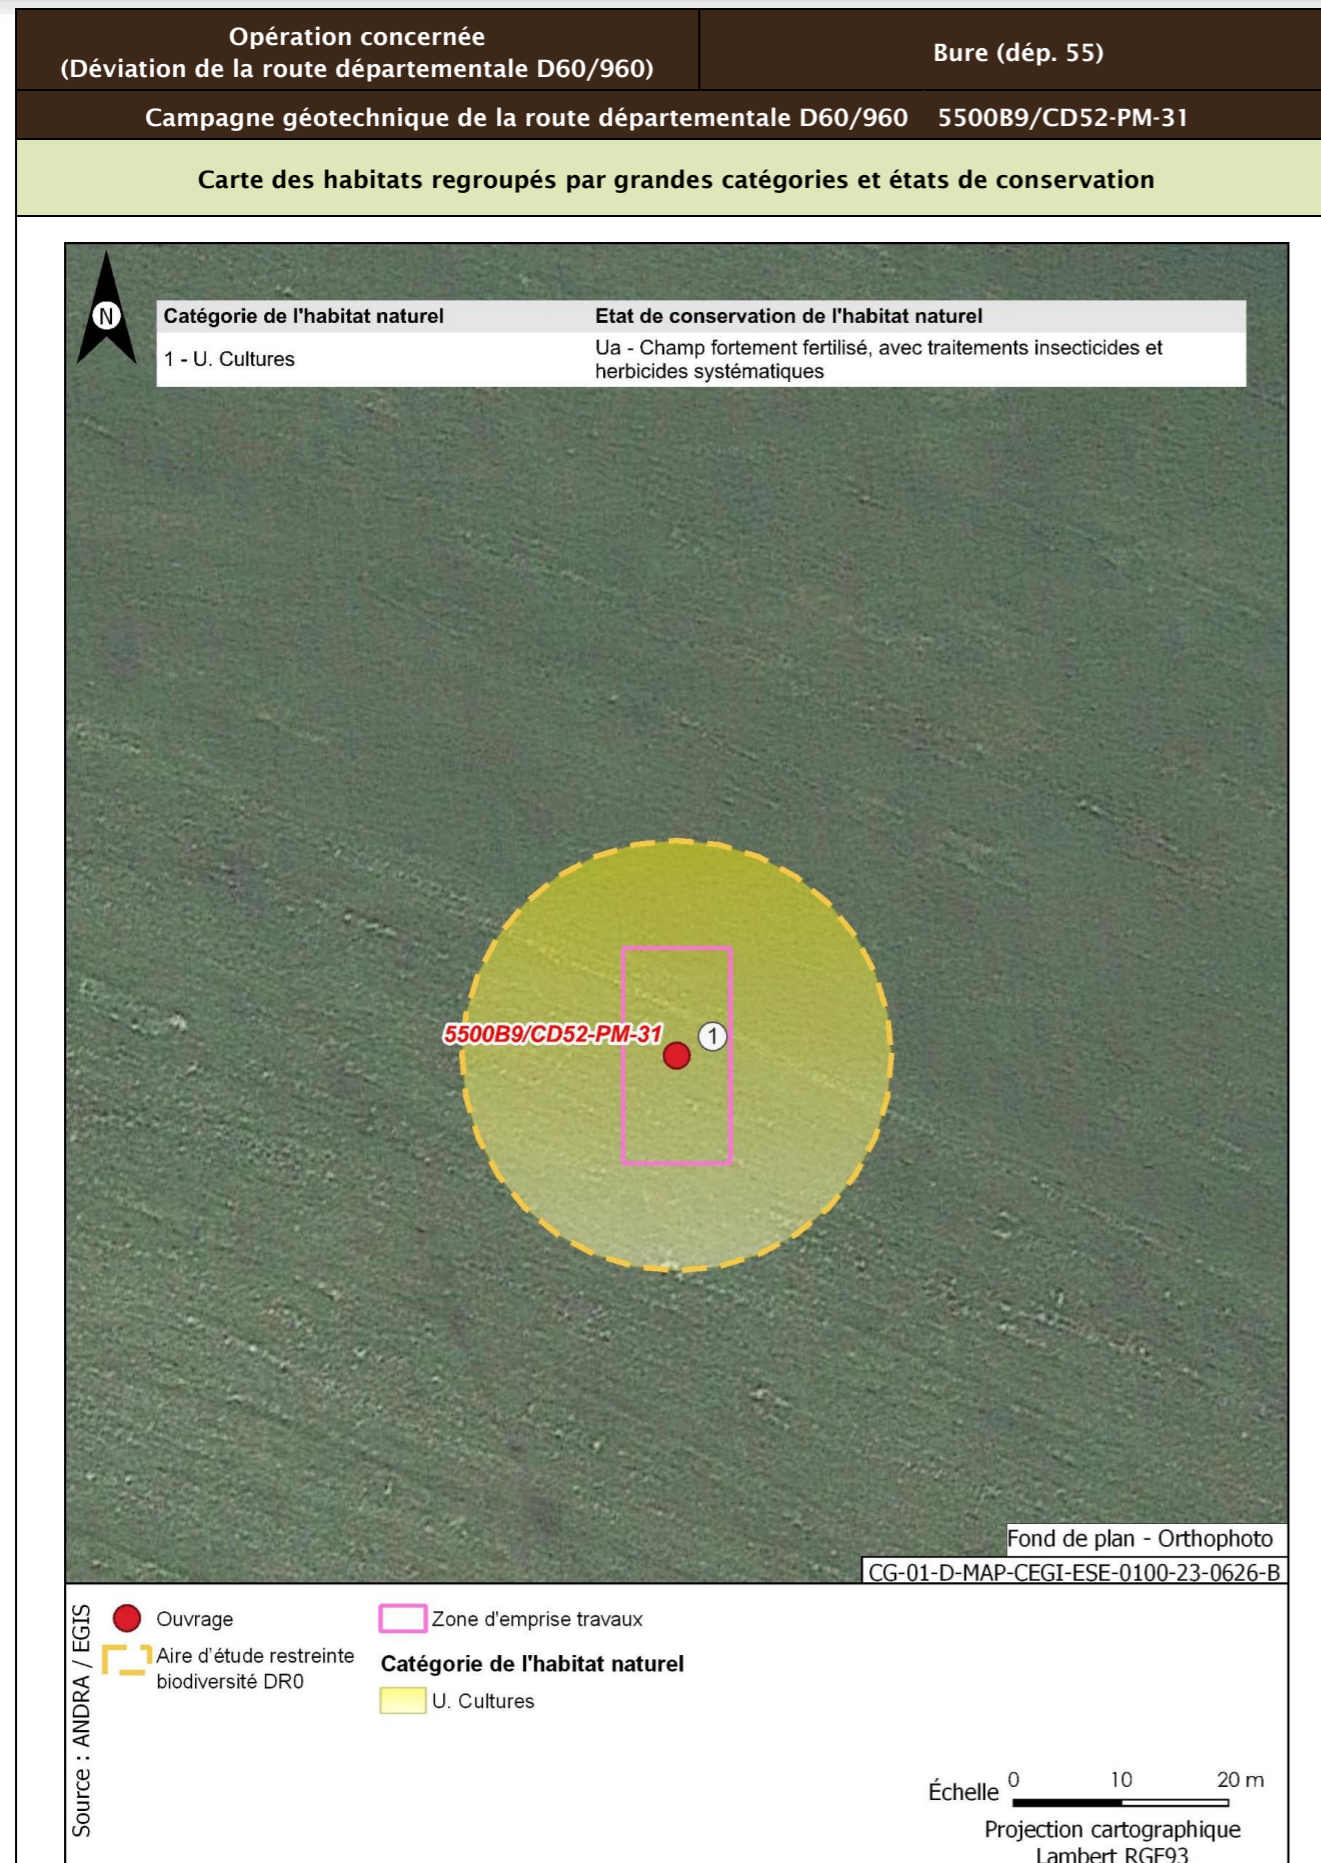 Opération concernée
(Déviation de la route départementale D60/960)
Bure (dép. 55)
Campagne géotechnique de la route départementale D60/960 5500B9/CD52-PM-31
Carte des habitats regroupés par grandes catégories et états de conservation
N
Catégorie de l'habitat naturel
Etat de conservation de l'habitat naturel
1 - U. Cultures
Ua - Champ fortement fertilisé, avec traitements insecticides et
herbicides systématiques
5500B9/CD52-PM-31
1
Fond de plan - Orthophoto
CG-01-D-MAP-CEGI-ESE-0100-23-0626-B
Source : ANDRA / EGIS
Ouvrage
Aire d'étude restreinte
biodiversité DR0
Zone d'emprise travaux
Catégorie de l'habitat naturel
U. Cultures
Échelle 0 10 20 m
Projection cartographique
Lambert RGF93